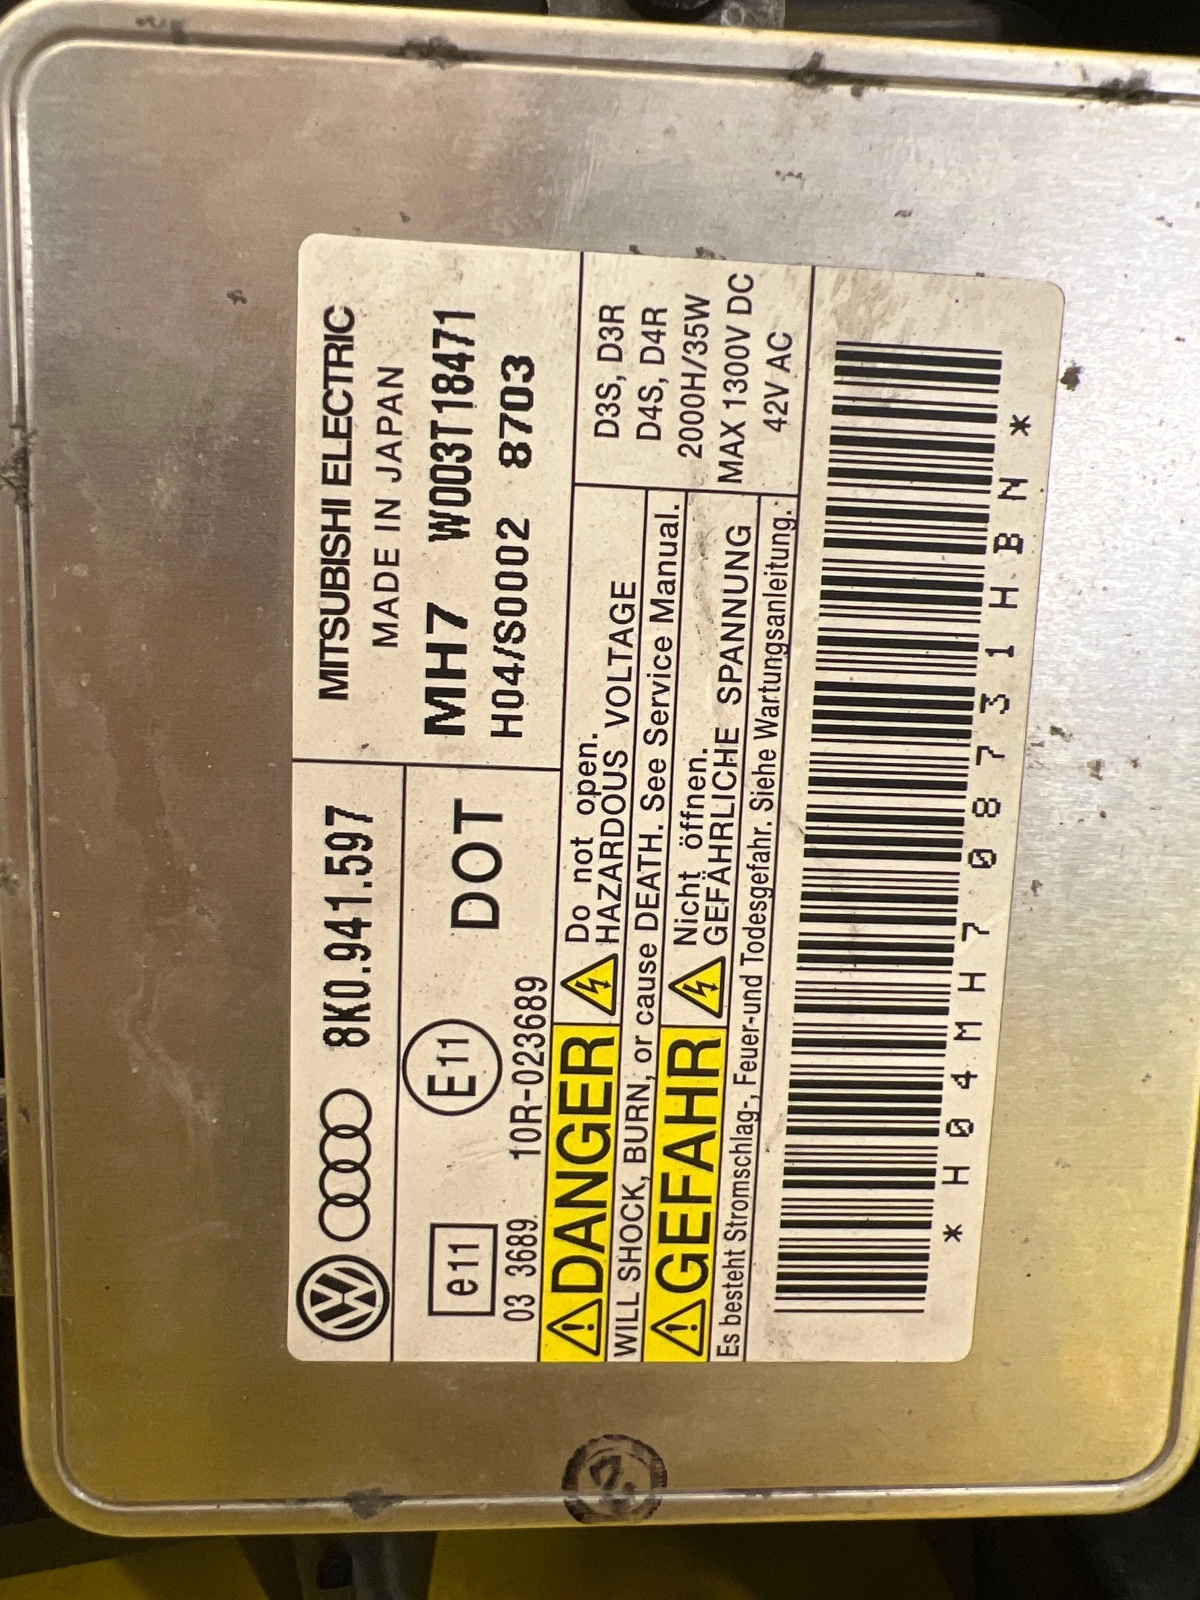 8K0.941.597
MITSUBISHI ELECTRIC
MADE IN JAPAN
MH7 W003T18471
H04/S0002 8703
e11
03 3689
E11
10R-023689
DOT
DANGER
Do not open.
HAZARDOUS VOLTAGE
WILL SHOCK, BURN, or cause DEATH. See Service Manual.
GEFAHR
Nicht öffnen.
GEFÄHRLICHE SPANNUNG
Es besteht Stromschlag-, Feuer-und Todesgefahr. Siehe Wartungsanleitung.
D3S, D3R
D4S, D4R
2000H/35W
MAX 1300V DC
42V AC
*H04MH7 08731HBN*